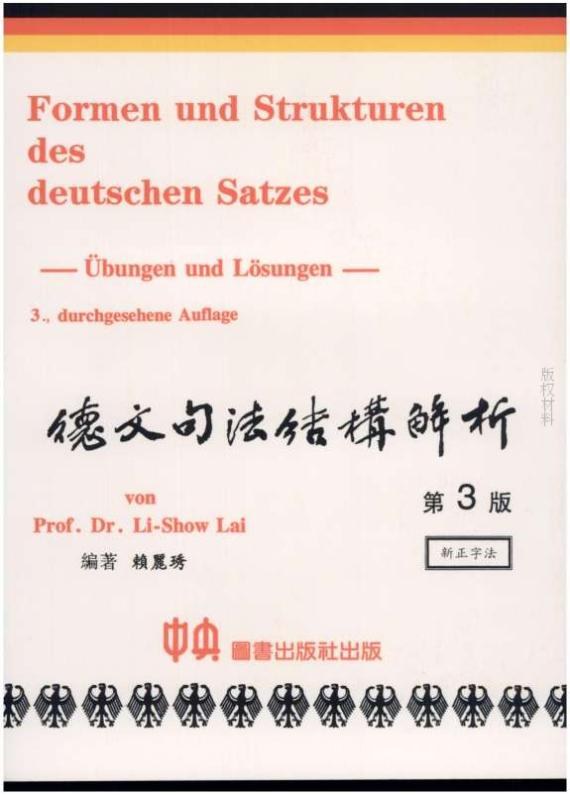 Formen und Strukturen
des
deutschen Satzes
— Übungen und Lösungen —
3., durchgesehene Auflage
版权材料
德文句法結構解析
von
Prof. Dr. Li-Show Lai
第3版
編著 賴麗琇
新正字法
中央 圖書出版社出版